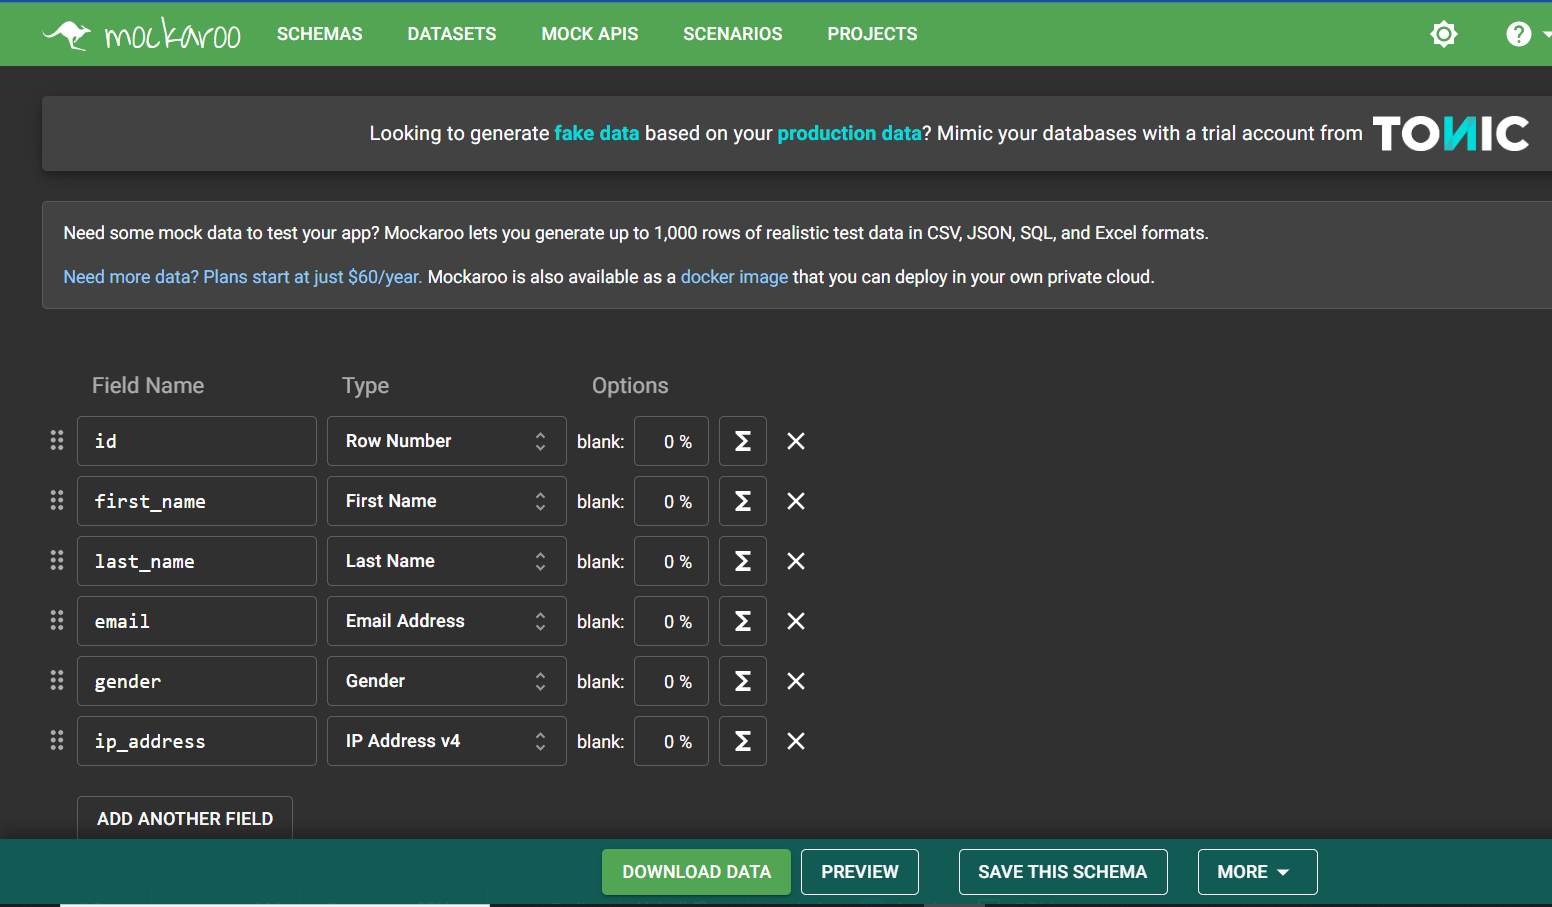 mockaroo SCHEMAS DATASETS MOCK APIS SCENARIOS PROJECTS ?
Looking to generate fake data based on your production data? Mimic your databases with a trial account from TONIC
Need some mock data to test your app? Mockaroo lets you generate up to 1,000 rows of realistic test data in CSV, JSON, SQL, and Excel formats.
Need more data? Plans start at just $60/year. Mockaroo is also available as a docker image that you can deploy in your own private cloud.
Field Name Type Options
id Row Number blank: 0 % Σ
first_name First Name blank: 0 % Σ
last_name Last Name blank: 0 % Σ
email Email Address blank: 0 % Σ
gender Gender blank: 0 % Σ
ip_address IP Address v4 blank: 0 % Σ
ADD ANOTHER FIELD
DOWNLOAD DATA PREVIEW SAVE THIS SCHEMA MORE